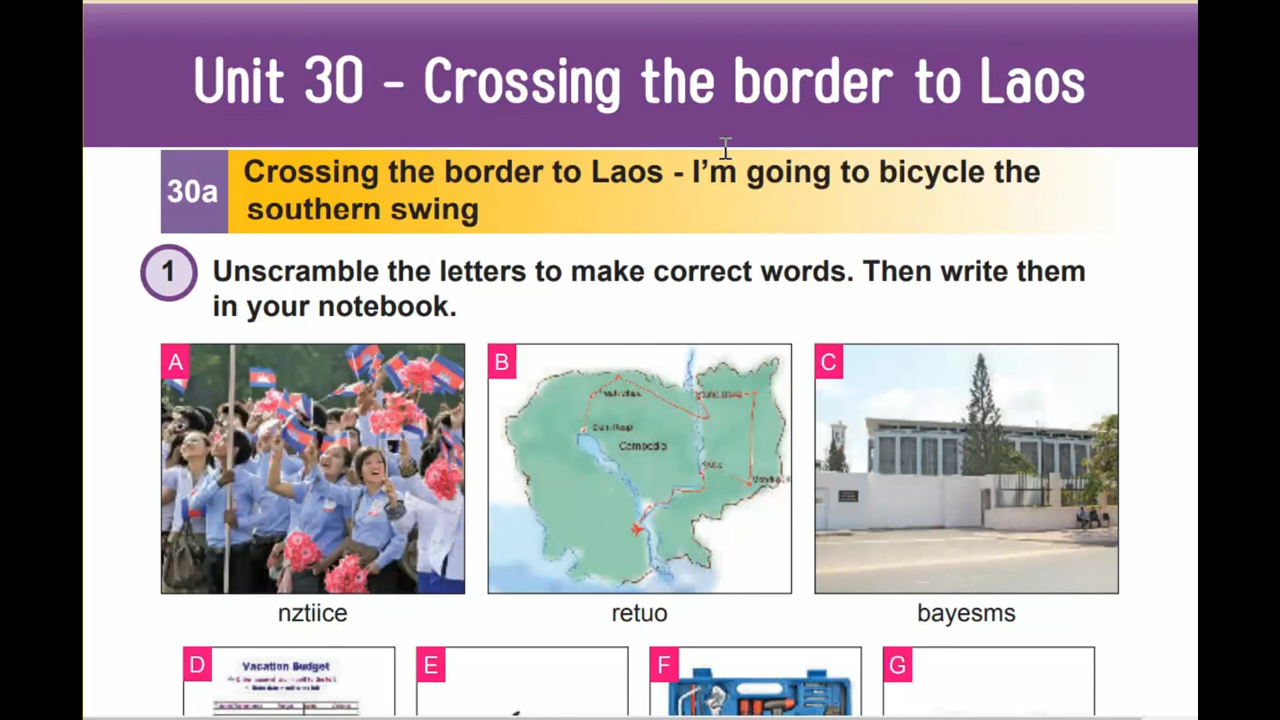 Unit 30 - Crossing the border to Laos
30a
Crossing the border to Laos - I'm going to bicycle the
southern swing
1
Unscramble the letters to make correct words. Then write them
in your notebook.
A
B
C
Cambodia
nztiice
retuo
bayesms
D
E
F
G
Vacation Budget